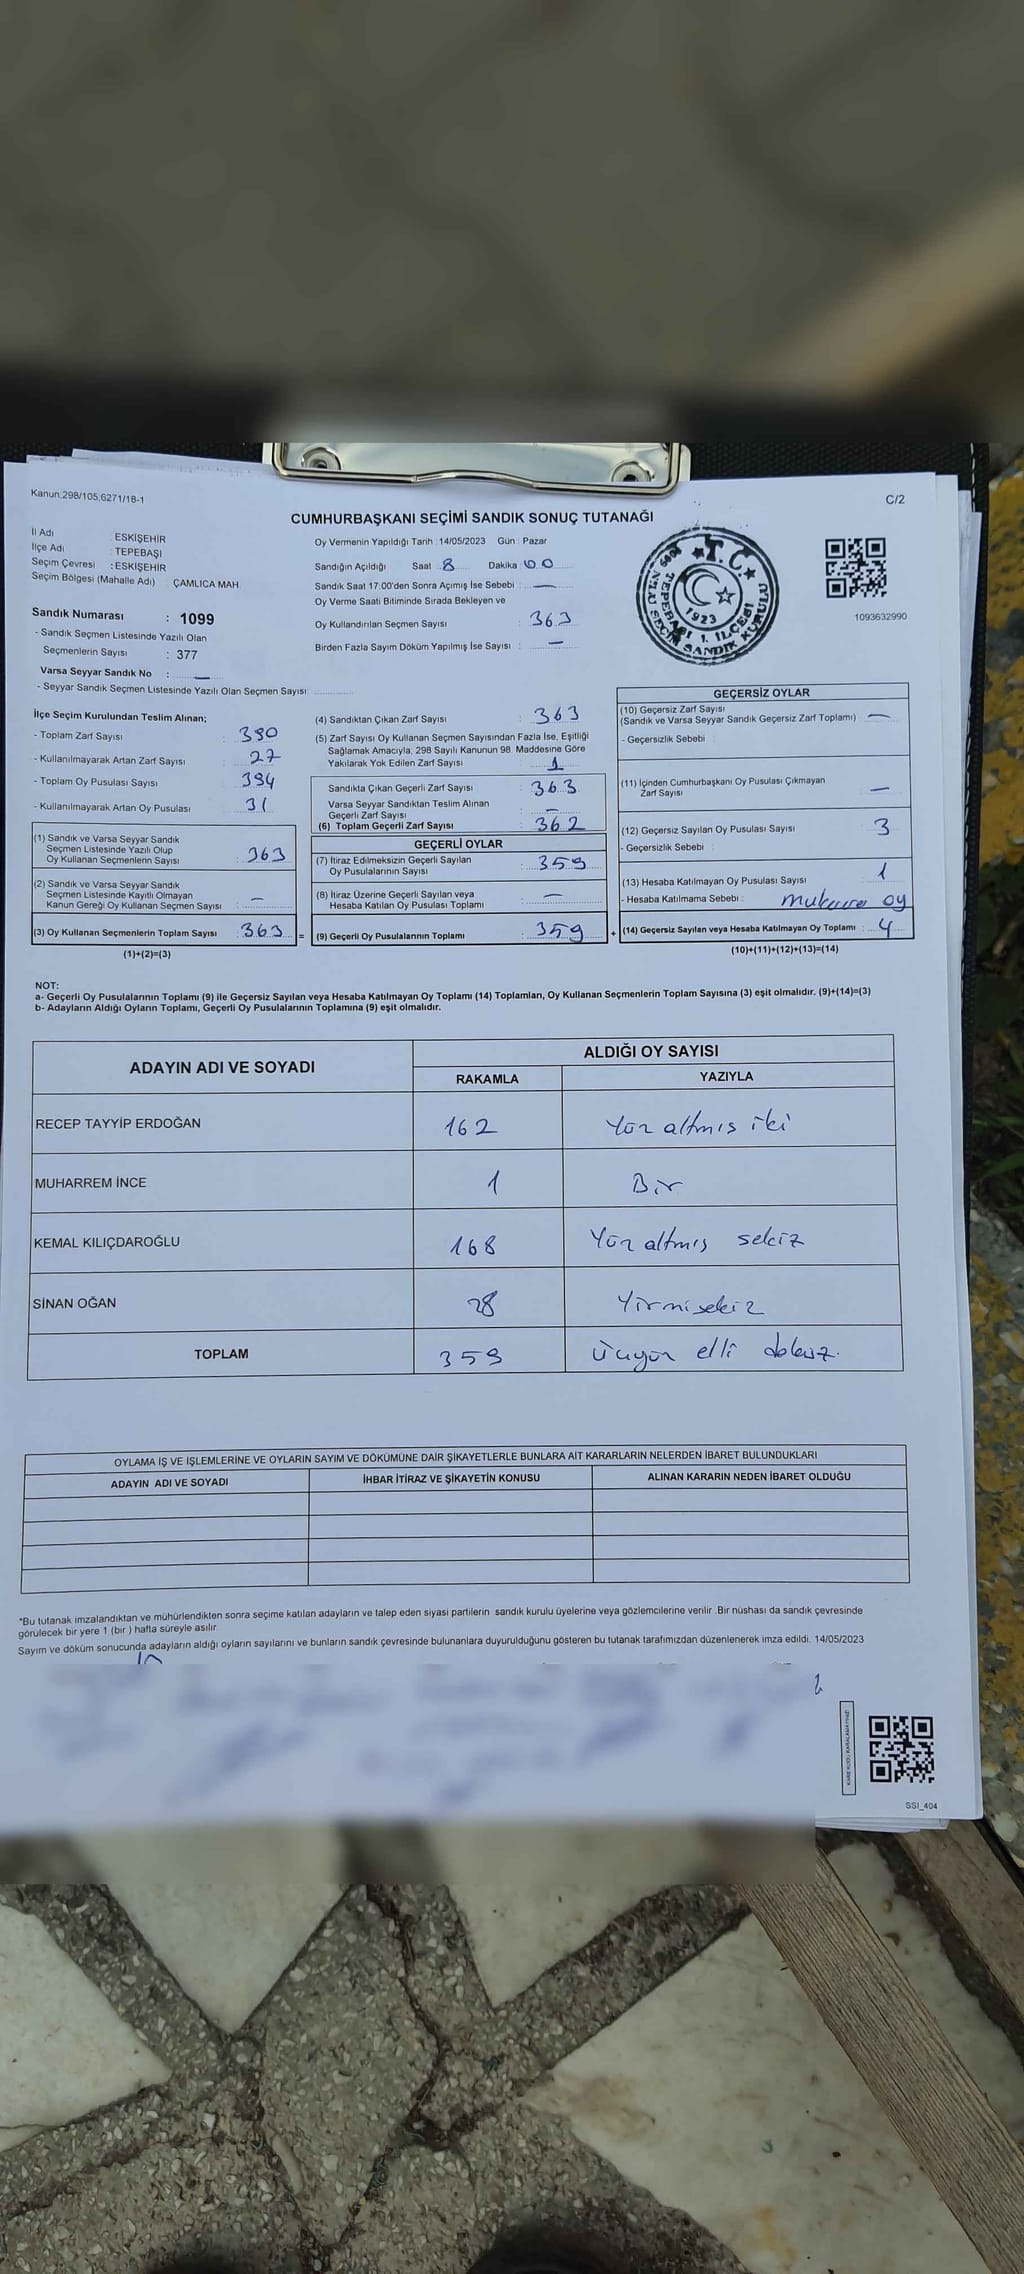 Kanun.298/105,6271/18-1
C/2
CUMHURBAŞKANI SEÇİMİ SANDIK SONUÇ TUTANAĞI
İl Adı : ESKİŞEHİR
İlçe Adı : TEPEBAŞI
Seçim Çevresi : ESKİŞEHİR
Seçim Bölgesi (Mahalle Adı) ÇAMLICA MAH.
Sandık Numarası : 1099
- Sandık Seçmen Listesinde Yazılı Olan
Seçmenlerin Sayısı : 377
Varsa Seyyar Sandık No : —
- Seyyar Sandık Seçmen Listesinde Yazılı Olan Seçmen Sayısı:
Oy Vermenin Yapıldığı Tarih :14/05/2023 Gün : Pazar
Sandığın Açıldığı Saat 8 Dakika 00
Sandık Saat 17:00'den Sonra Açımış İse Sebebi : —
Oy Verme Saati Bitiminde Sırada Bekleyen ve
Oy Kullandırılan Seçmen Sayısı : 363
Birden Fazla Sayım Döküm Yapılmış İse Sayısı : —
T.C.
1923
TEPEBAŞI 1. İLÇESİ
1099 NOLU SEÇİM SANDIK KURULU
1093632990
İlçe Seçim Kurulundan Teslim Alınan;
- Toplam Zarf Sayısı : 390
- Kullanılmayarak Artan Zarf Sayısı : 27
- Toplam Oy Pusulası Sayısı : 394
- Kullanılmayarak Artan Oy Pusulası : 31
(1) Sandık ve Varsa Seyyar Sandık
Seçmen Listesinde Yazılı Olup
Oy Kullanan Seçmenlerin Sayısı : 363
(2) Sandık ve Varsa Seyyar Sandık
Seçmen Listesinde Kayıtlı Olmayan
Kanun Gereği Oy Kullanan Seçmen Sayısı : —
(3) Oy Kullanan Seçmenlerin Toplam Sayısı : 363 =
(1)+(2)=(3)
(4) Sandıktan Çıkan Zarf Sayısı : 363
(5) Zarf Sayısı Oy Kullanan Seçmen Sayısından Fazla İse, Eşitliği
Sağlamak Amacıyla, 298 Sayılı Kanunun 98. Maddesine Göre
Yakılarak Yok Edilen Zarf Sayısı : 1
Sandıkta Çıkan Geçerli Zarf Sayısı : 363
Varsa Seyyar Sandıktan Teslim Alınan
Geçerli Zarf Sayısı : —
(6) Toplam Geçerli Zarf Sayısı : 362
GEÇERLİ OYLAR
(7) İtiraz Edilmeksizin Geçerli Sayılan
Oy Pusulalarının Sayısı : 359
(8) İtiraz Üzerine Geçerli Sayılan veya
Hesaba Katılan Oy Pusulası Toplamı : —
(9) Geçerli Oy Pusulalarının Toplamı : 359 +
GEÇERSİZ OYLAR
(10) Geçersiz Zarf Sayısı
(Sandık ve Varsa Seyyar Sandık Geçersiz Zarf Toplamı) : —
- Geçersizlik Sebebi :
(11) İçinden Cumhurbaşkanı Oy Pusulası Çıkmayan
Zarf Sayısı : —
(12) Geçersiz Sayılan Oy Pusulası Sayısı : 3
- Geçersizlik Sebebi :
(13) Hesaba Katılmayan Oy Pusulası Sayısı : 1
- Hesaba Katılmama Sebebi : oy
(14) Geçersiz Sayılan veya Hesaba Katılmayan Oy Toplamı : 4
(10)+(11)+(12)+(13)=(14)
NOT:
a- Geçerli Oy Pusulalarının Toplamı (9) ile Geçersiz Sayılan veya Hesaba Katılmayan Oy Toplamı (14) Toplamları, Oy Kullanan Seçmenlerin Toplam Sayısına (3) eşit olmalıdır. (9)+(14)=(3)
b- Adayların Aldığı Oyların Toplamı, Geçerli Oy Pusulalarının Toplamına (9) eşit olmalıdır.
ADAYIN ADI VE SOYADI
ALDIĞI OY SAYISI
RAKAMLA YAZIYLA
RECEP TAYYİP ERDOĞAN 162 Yüz altmış iki
MUHARREM İNCE 1 Bir
KEMAL KILIÇDAROĞLU 168 Yüz altmış sekiz
SİNAN OĞAN 28 Yirmisekiz
TOPLAM 359 Üçyüz elli dokuz.
OYLAMA İŞ VE İŞLEMLERİNE VE OYLARIN SAYIM VE DÖKÜMÜNE DAİR ŞİKAYETLERLE BUNLARA AİT KARARLARIN NELERDEN İBARET BULUNDUKLARI
ADAYIN ADI VE SOYADI İHBAR İTİRAZ VE ŞİKAYETİN KONUSU ALINAN KARARIN NEDEN İBARET OLDUĞU
*Bu tutanak imzalandıktan ve mühürlendikten sonra seçime katılan adayların ve talep eden siyasi partilerin sandık kurulu üyelerine veya gözlemcilerine verilir .Bir nüshası da sandık çevresinde
görülecek bir yere 1 (bir ) hafta süreyle asılır
Sayım ve döküm sonucunda adayların aldığı oyların sayılarını ve bunların sandık çevresinde bulunanlara duyurulduğunu gösteren bu tutanak tarafımızdan düzenlenerek imza edildi. 14/05/2023
SSI_404